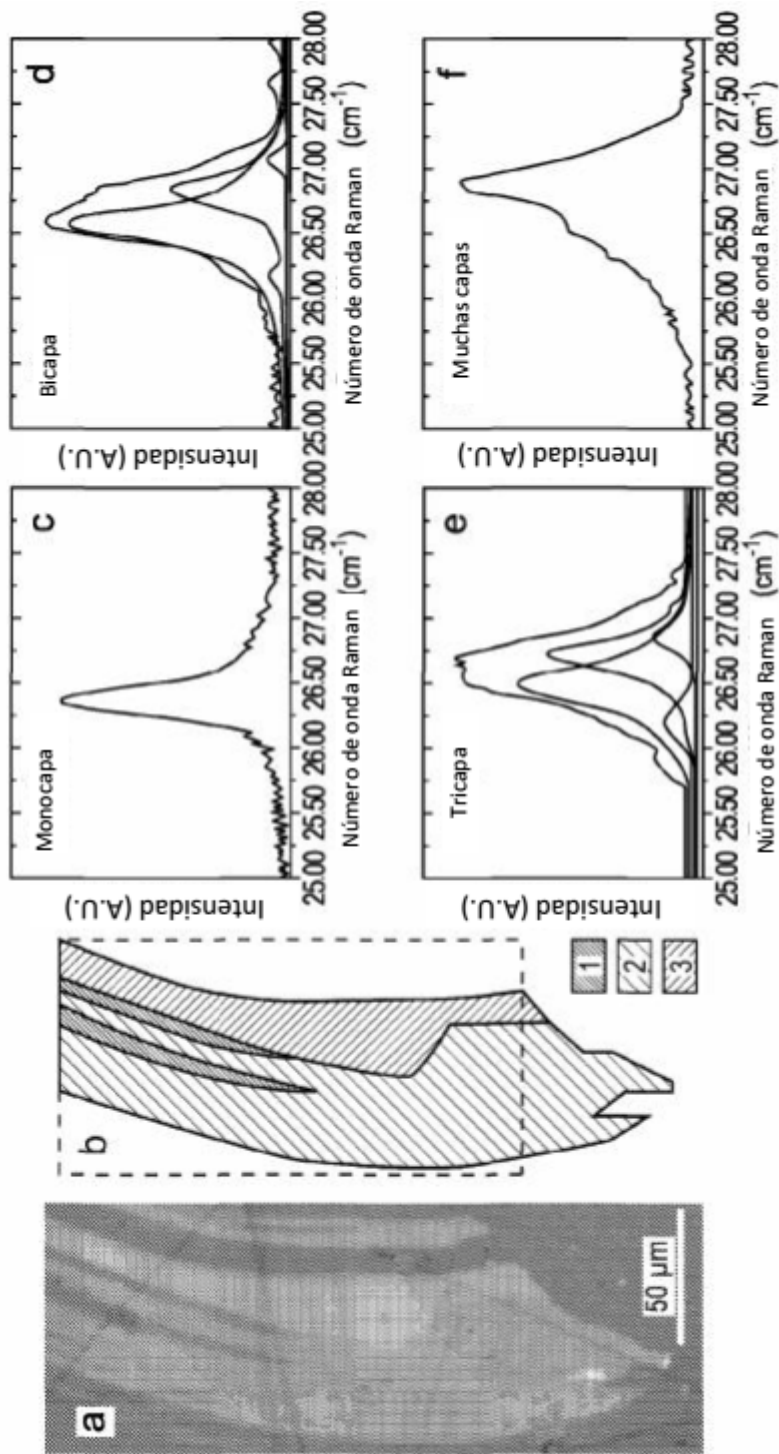 a
50 µm
b
1
2
3
c
Monocapa
Intensidad (A.U.)
25.00 25.50 26.00 26.50 27.00 27.50 28.00
Número de onda Raman [cm⁻¹)
d
Bicapa
Intensidad (A.U.)
25.00 25.50 26.00 26.50 27.00 27.50 28.00
Número de onda Raman (cm⁻¹)
e
Tricapa
Intensidad (A.U.)
25.00 25.50 26.00 26.50 27.00 27.50 28.00
Número de onda Raman (cm⁻¹)
f
Muchas capas
Intensidad (A.U.)
25.00 25.50 26.00 26.50 27.00 27.50 28.00
Número de onda Raman (cm⁻¹)